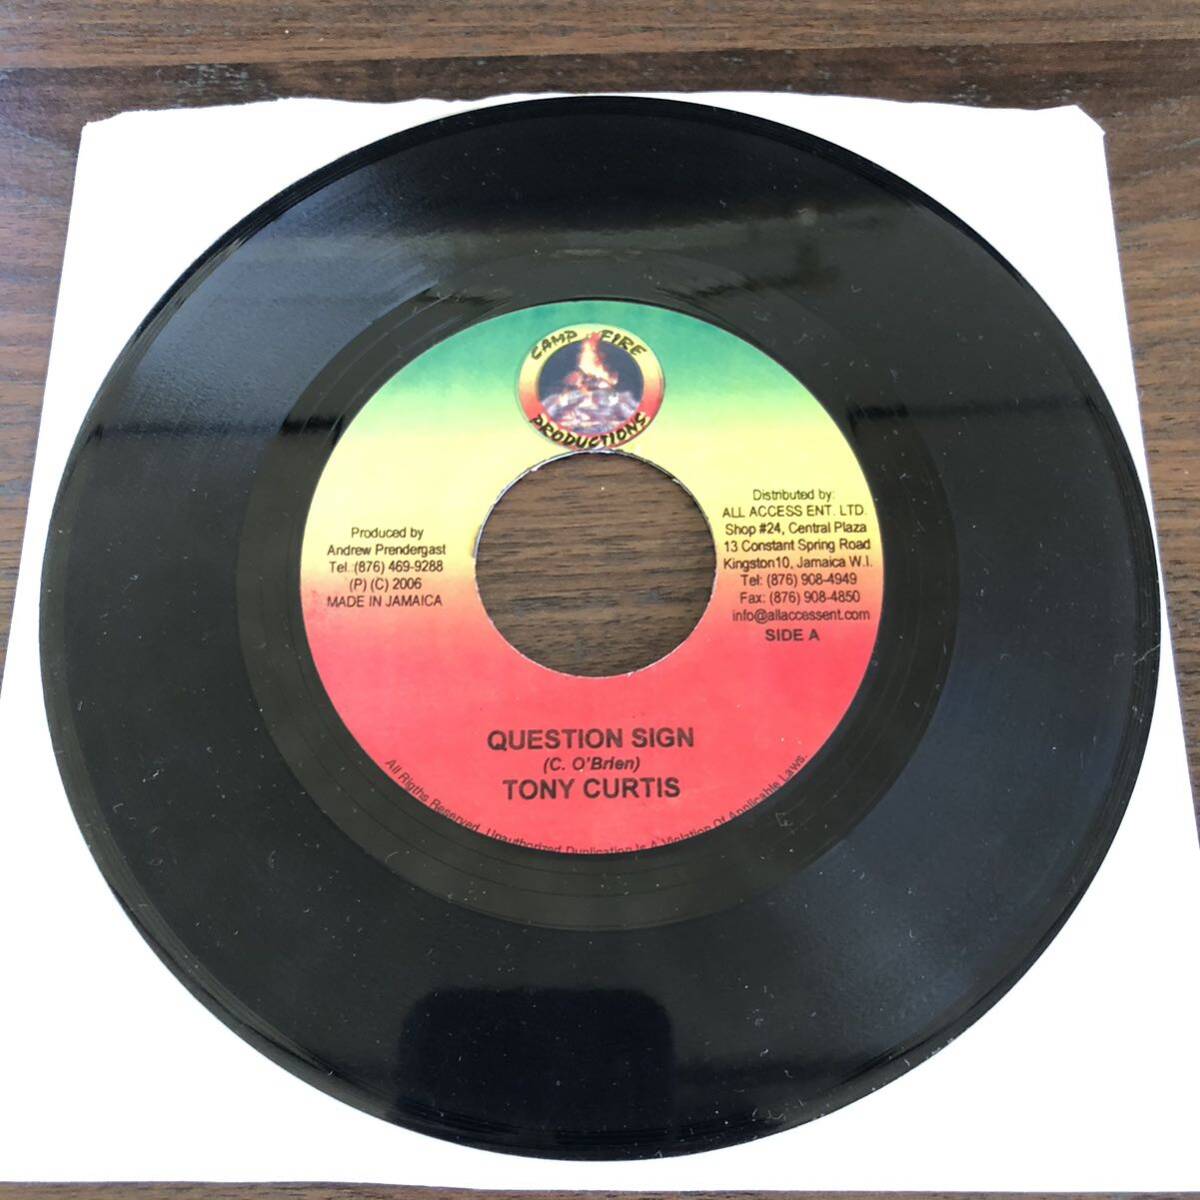 CAMP FIRE
PRODUCTIONS
Produced by
Andrew Prendergast
Tel (876) 469-9288
(P) (C) 2006
MADE IN JAMAICA
Distributed by:
ALL ACCESS ENT. LTD.
Shop #24, Central Plaza
13 Constant Spring Road
Kingston10, Jamaica W.I.
Tel: (876) 908-4949
Fax: (876) 908-4850
info@allaccessent.com
SIDE A
QUESTION SIGN
(C. O'Brien)
TONY CURTIS
All Rigths Reserved. Unauthorized Duplication Is A Violation Of Applicable Laws.